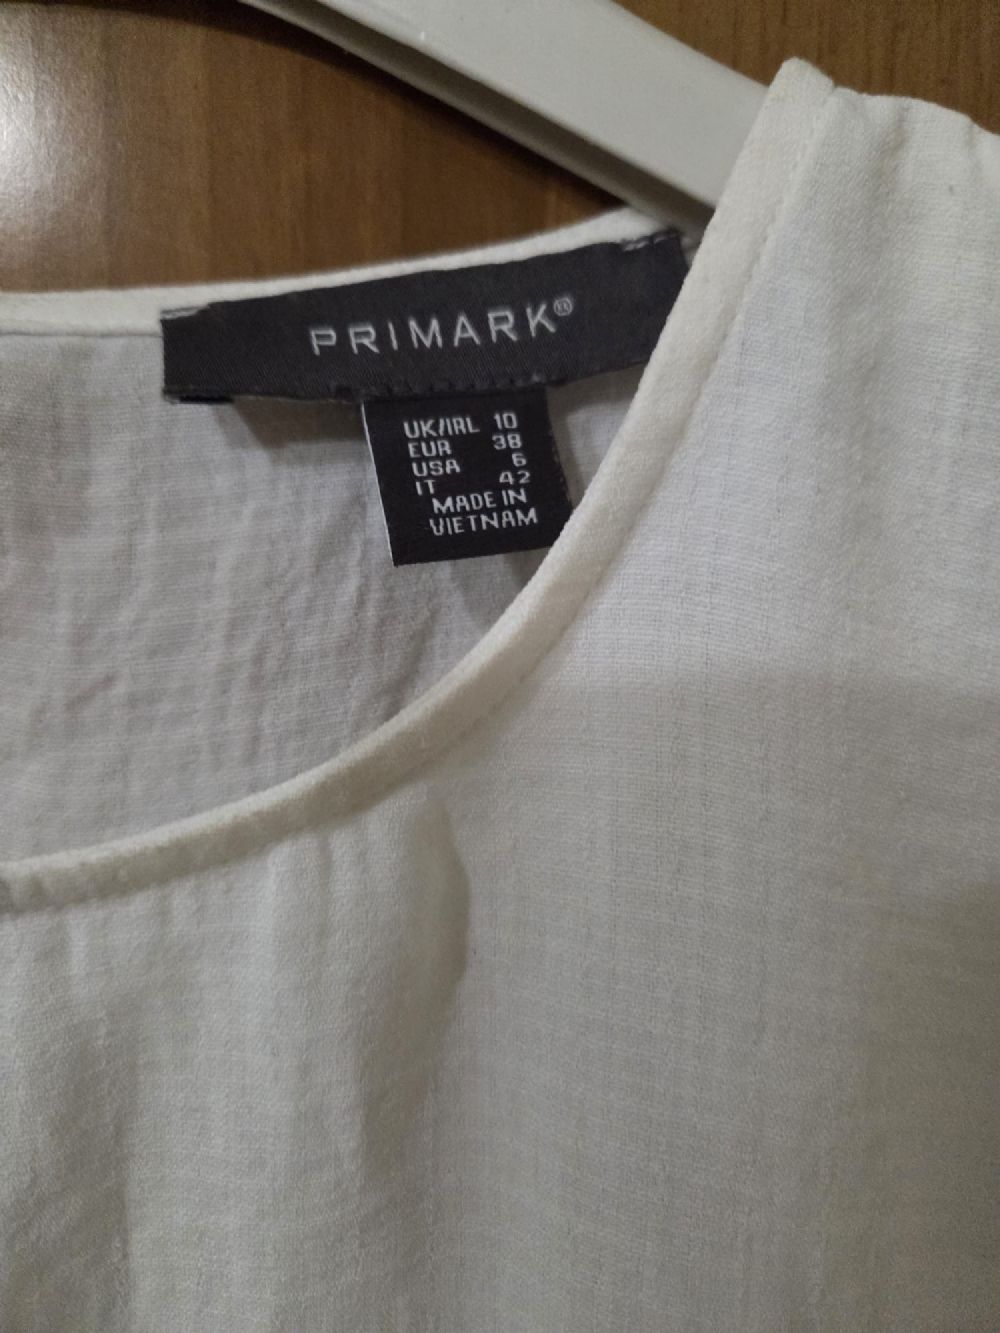 PRIMARK®
UK/IRL 10
EUR 38
USA 6
IT 42
MADE IN
VIETNAM